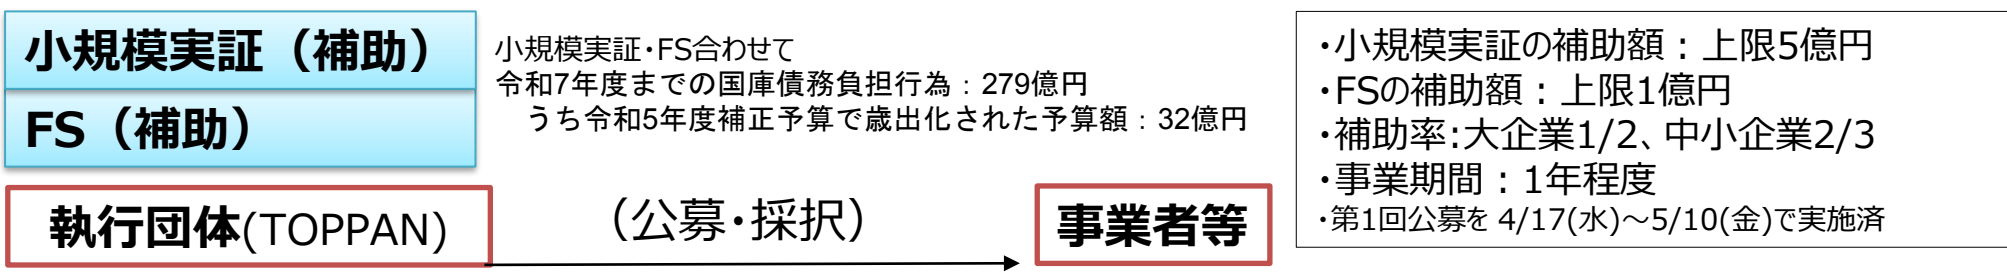 小規模実証（補助）
FS（補助）
小規模実証･FS合わせて
令和7年度までの国庫債務負担行為：279億円
うち令和5年度補正予算で歳出化された予算額：32億円
執行団体(TOPPAN)
（公募･採択）
事業者等
･小規模実証の補助額：上限5億円
･FSの補助額：上限1億円
･補助率:大企業1/2、中小企業2/3
･事業期間：1年程度
･第1回公募を 4/17(水)～5/10(金)で実施済